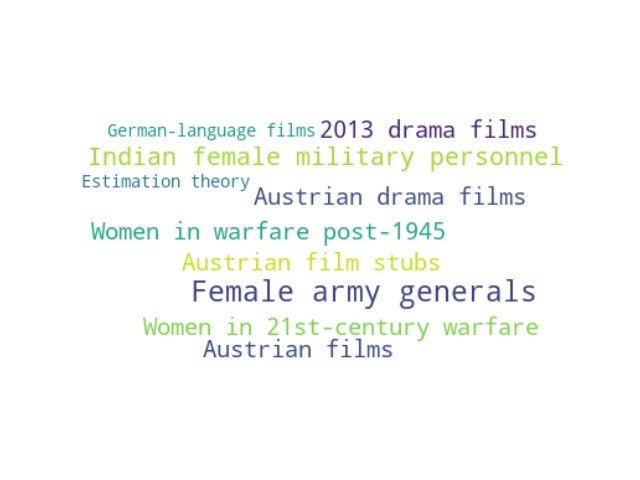 German-language films 2013 drama films
Indian female military personnel
Estimation theory
Austrian drama films
Women in warfare post-1945
Austrian film stubs
Female army generals
Women in 21st-century warfare
Austrian films